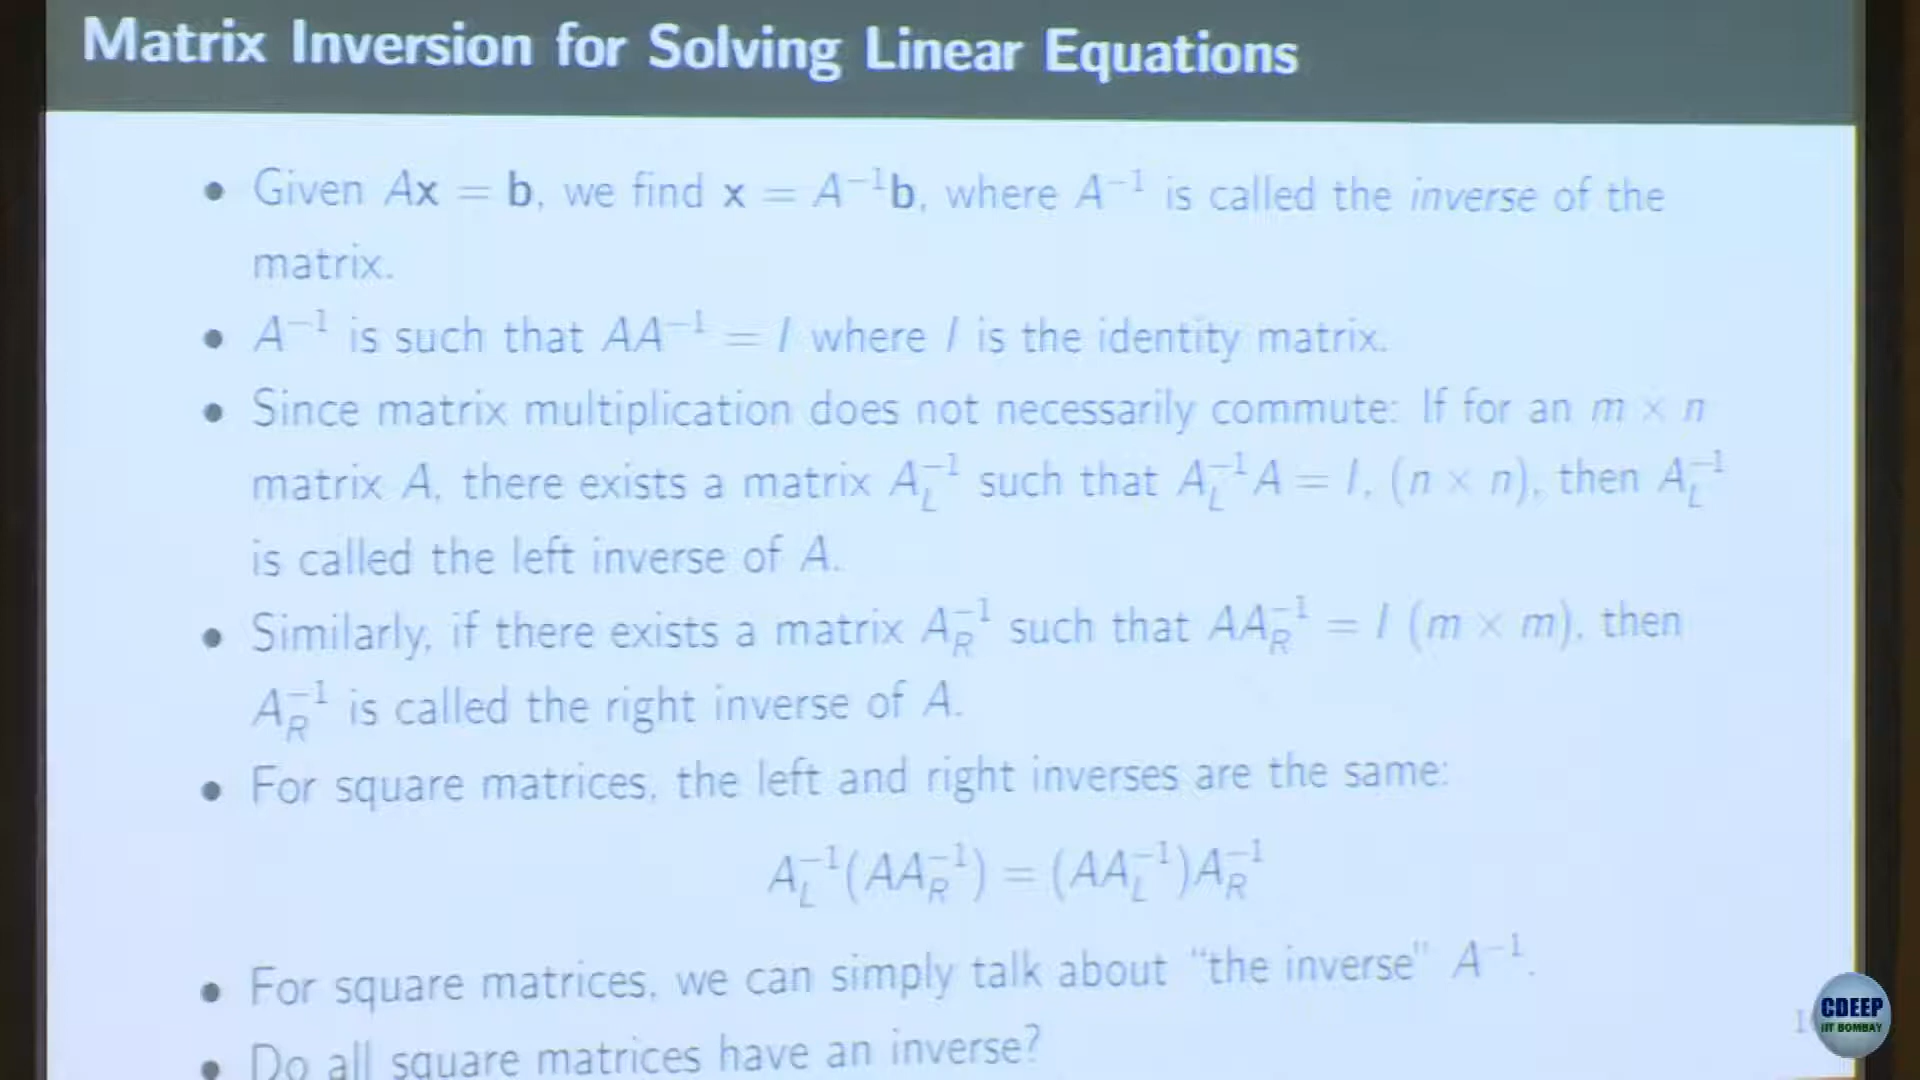 Matrix Inversion for Solving Linear Equations
• Given Ax = b, we find x = A⁻¹b, where A⁻¹ is called the inverse of the
matrix.
• A⁻¹ is such that AA⁻¹ = I where I is the identity matrix.
• Since matrix multiplication does not necessarily commute: If for an m × n
matrix A, there exists a matrix A_L⁻¹ such that A_L⁻¹A = I, (n × n), then A_L⁻¹
is called the left inverse of A.
• Similarly, if there exists a matrix A_R⁻¹ such that AA_R⁻¹ = I (m × m), then
A_R⁻¹ is called the right inverse of A.
• For square matrices, the left and right inverses are the same:
A_L⁻¹(AA_R⁻¹) = (AA_L⁻¹)A_R⁻¹
• For square matrices, we can simply talk about "the inverse" A⁻¹.
• Do all square matrices have an inverse?
CDEEP
IIT BOMBAY